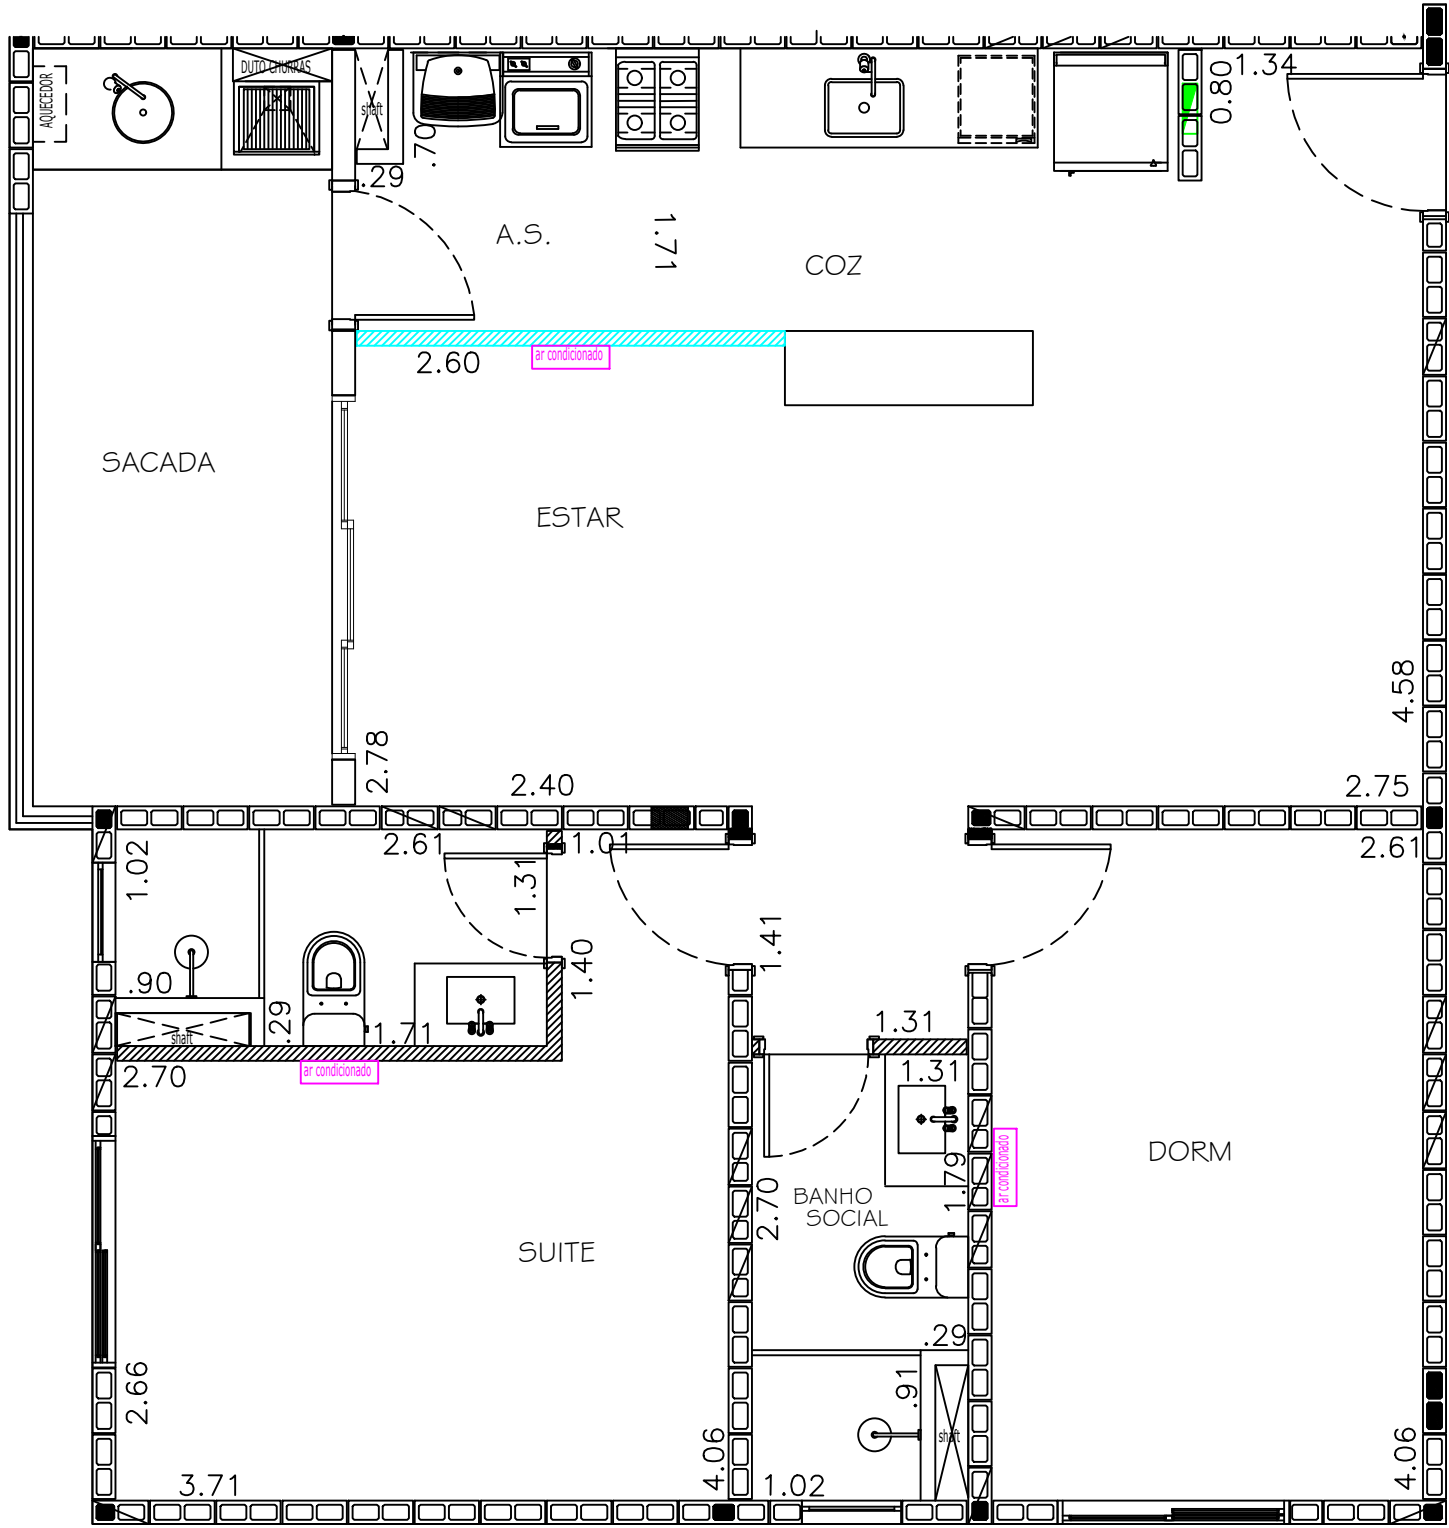 1.34
DUTO CHURRAS
AQUECEDOR
0.80
shaft
.70
.29
A.S.
1.71
COZ
2.60
ar condicionado
SACADA
ESTAR
4.58
2.78
2.40
2.75
2.61
1.01
2.61
1.02
1.31
1.41
1.40
.90
.29
1.71
shaft
1.31
2.70
ar condicionado
1.31
DORM
ar condicionado
1.79
2.70
BANHO
SOCIAL
SUITE
.29
2.66
.91
shaft
4.06
4.06
3.71
1.02